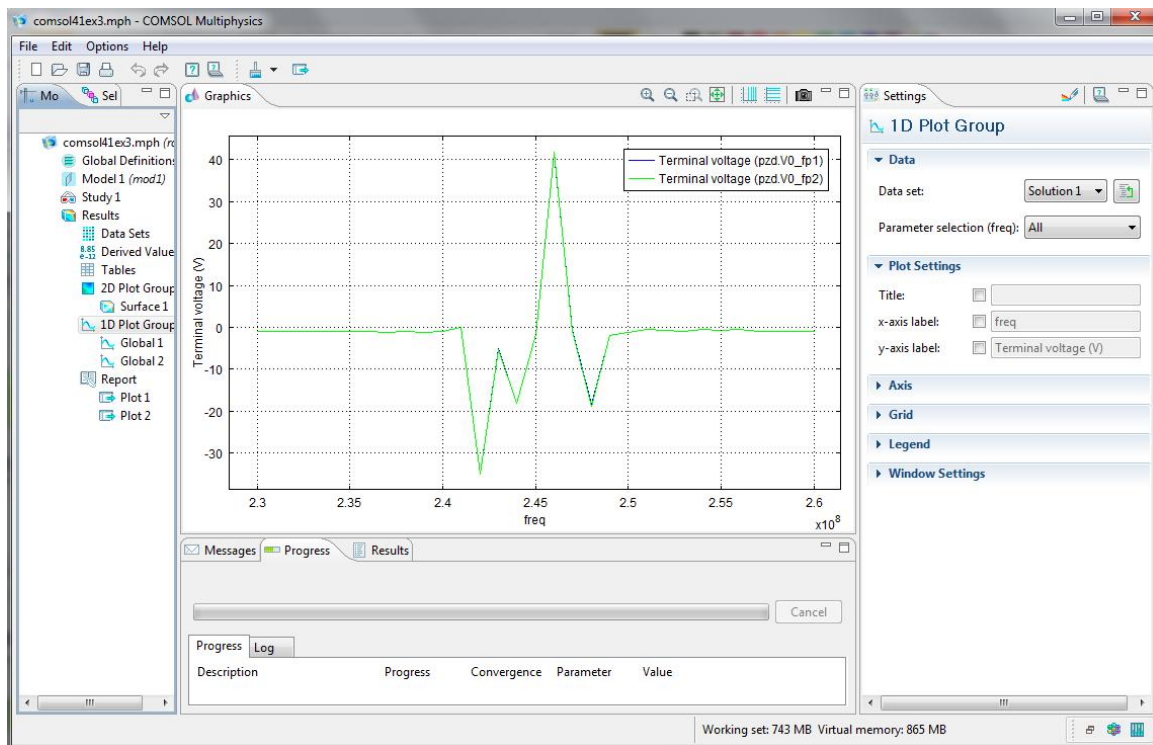 comsol41ex3.mph - COMSOL Multiphysics
File Edit Options Help
Mo Sel
comsol41ex3.mph (ro
Global Definitions
Model 1 (mod1)
Study 1
Results
Data Sets
8.85 e-12 Derived Value
Tables
2D Plot Group
Surface 1
1D Plot Group
Global 1
Global 2
Report
Plot 1
Plot 2
Graphics
Terminal voltage (pzd.V0_fp1)
Terminal voltage (pzd.V0_fp2)
Terminal voltage (V)
40
30
20
10
0
-10
-20
-30
2.3 2.35 2.4 2.45 2.5 2.55 2.6
x10^8
freq
Messages Progress Results
Cancel
Progress Log
Description Progress Convergence Parameter Value
Settings
1D Plot Group
Data
Data set: Solution 1
Parameter selection (freq): All
Plot Settings
Title:
x-axis label: freq
y-axis label: Terminal voltage (V)
Axis
Grid
Legend
Window Settings
Working set: 743 MB Virtual memory: 865 MB